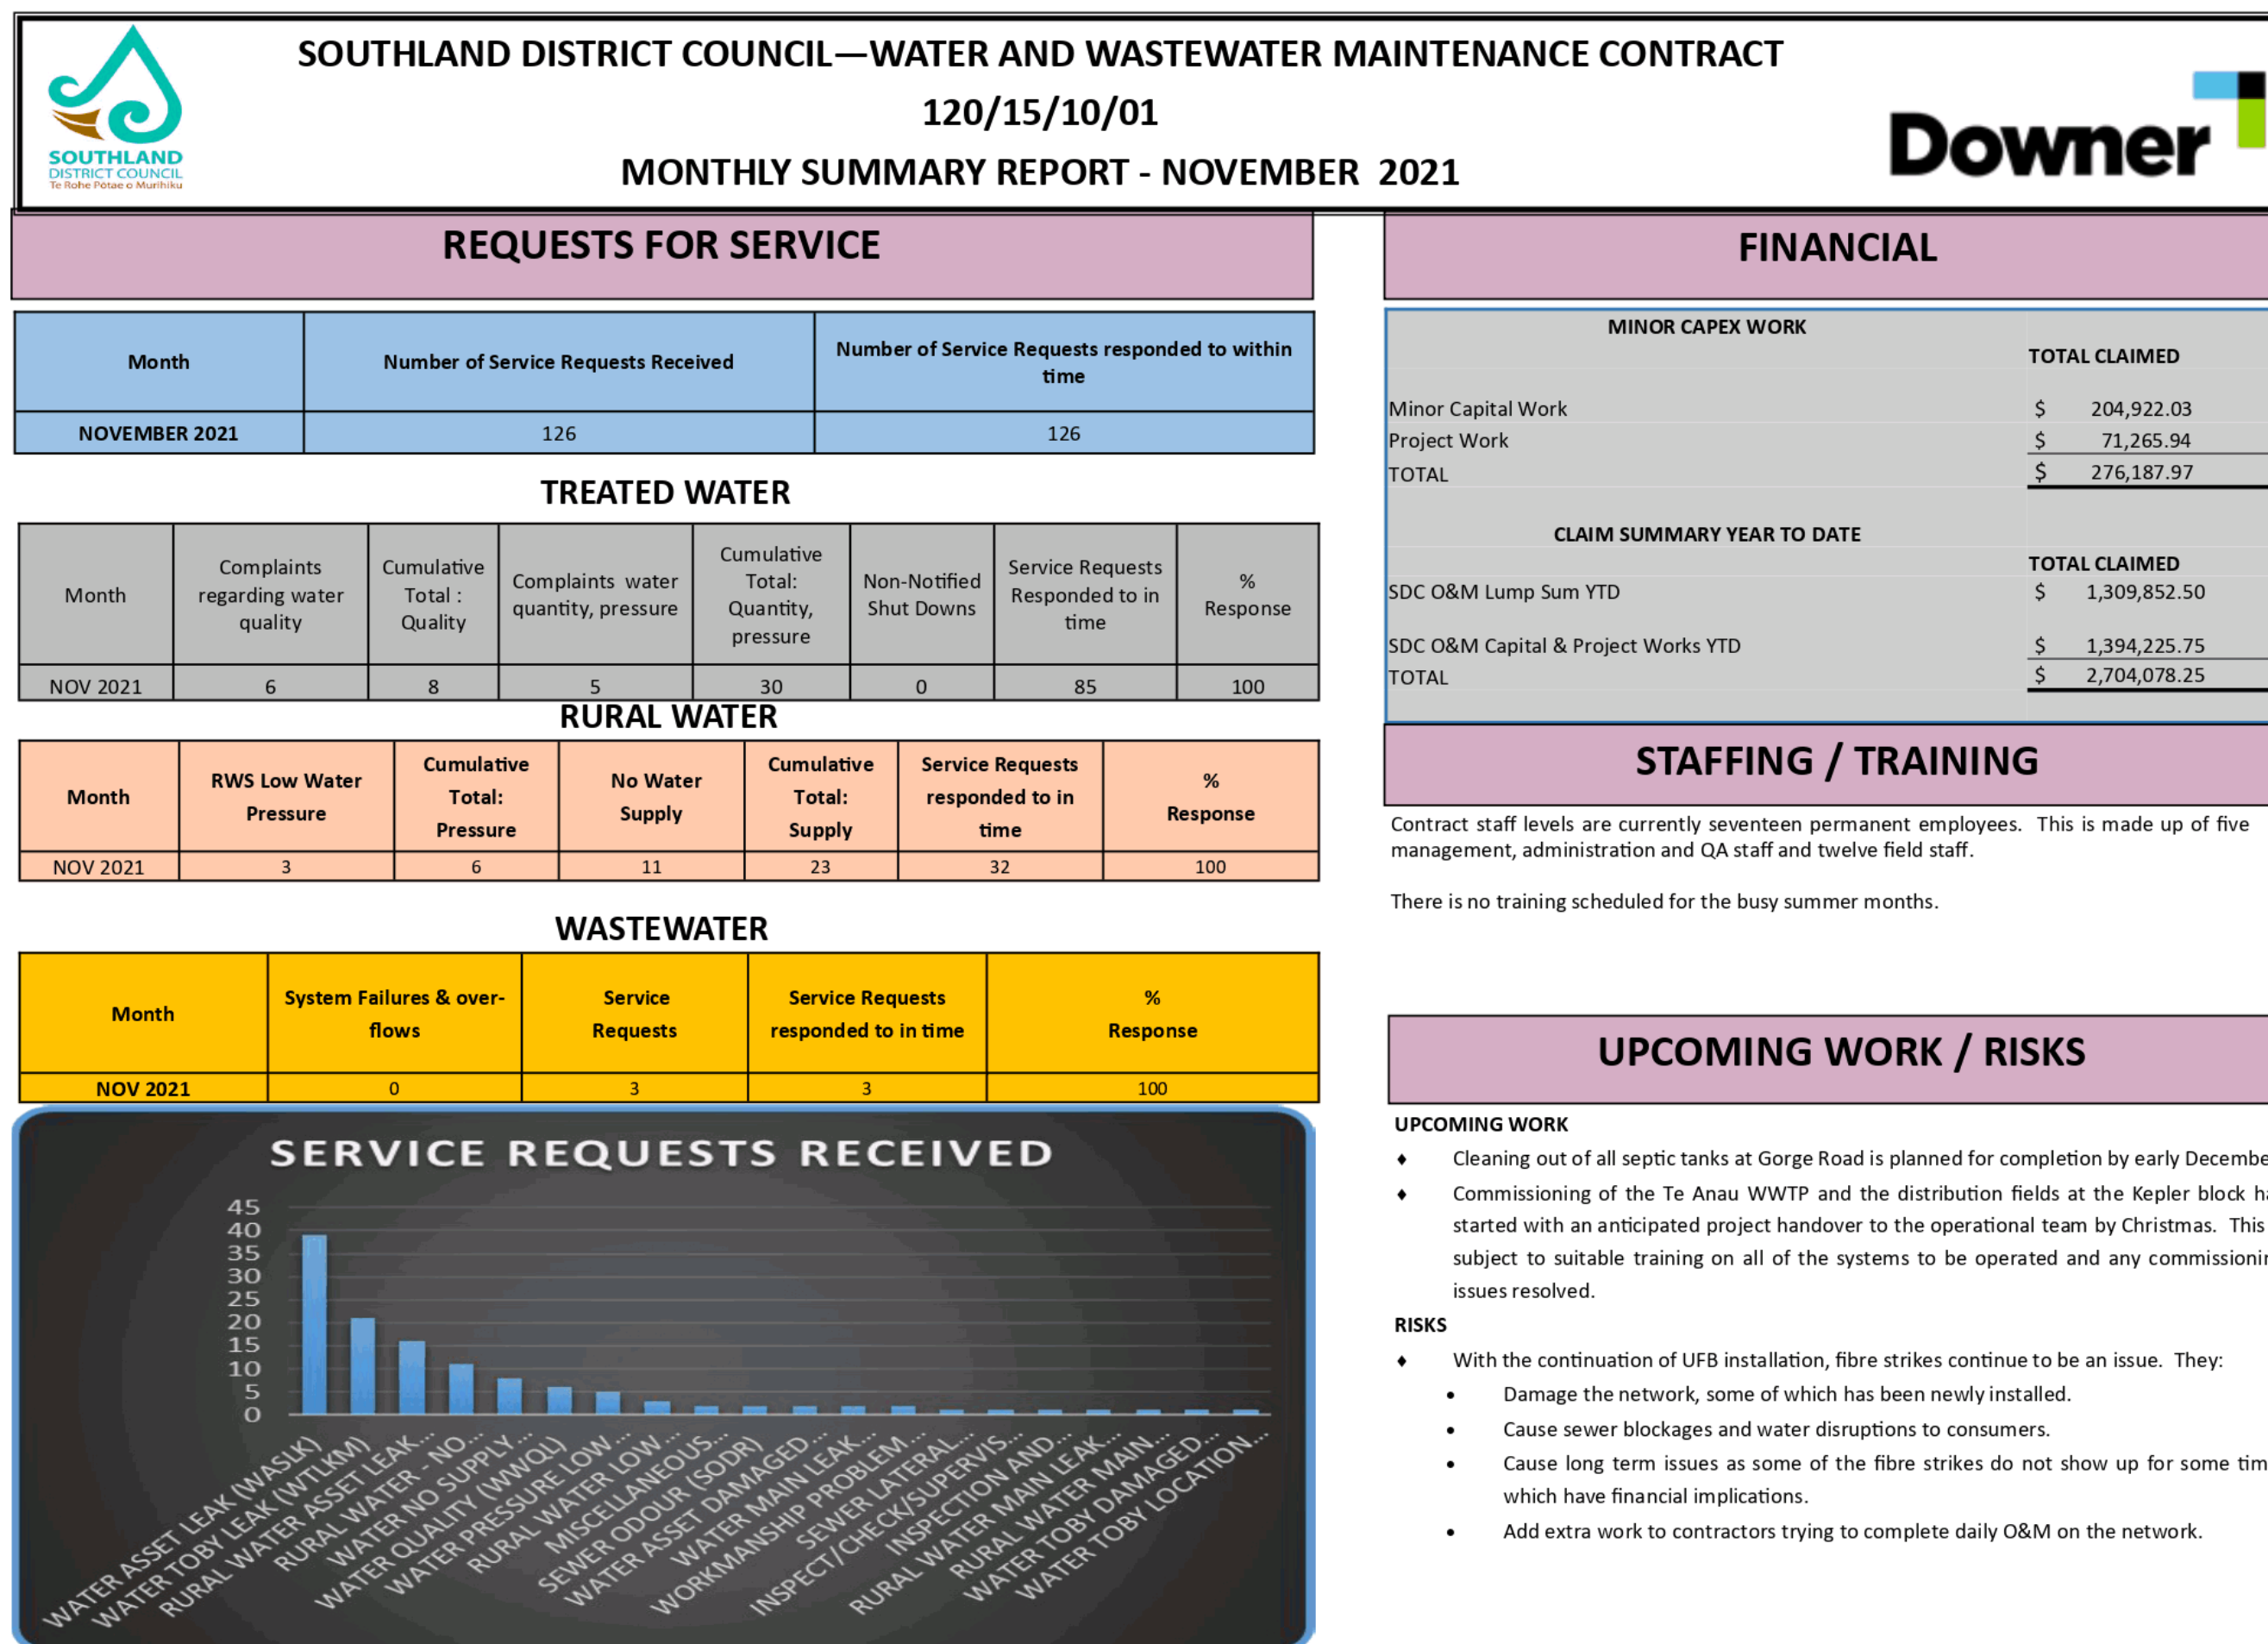 SOUTHLAND DISTRICT COUNCIL—WATER AND WASTEWATER MAINTENANCE CONTRACT
120/15/10/01
MONTHLY SUMMARY REPORT - NOVEMBER 2021
SOUTHLAND
DISTRICT COUNCIL
Te Rohe Pōtae o Murihiku
Downer
REQUESTS FOR SERVICE
Month Number of Service Requests Received Number of Service Requests responded to within
time
NOVEMBER 2021 126 126
TREATED WATER
Month Complaints regarding water quality Cumulative Total : Quality Complaints water quantity, pressure Cumulative Total: Quantity, pressure Non-Notified Shut Downs Service Requests Responded to in time % Response
NOV 2021 6 8 5 30 0 85 100
RURAL WATER
Month RWS Low Water Pressure Cumulative Total: Pressure No Water Supply Cumulative Total: Supply Service Requests responded to in time % Response
NOV 2021 3 6 11 23 32 100
WASTEWATER
Month System Failures & over-flows Service Requests Service Requests responded to in time % Response
NOV 2021 0 3 3 100
SERVICE REQUESTS RECEIVED
45
40
35
30
25
20
15
10
5
0
WATER ASSET LEAK (WASLK)
WATER TOBY LEAK (WTLKM)
RURAL WATER ASSET LEAK...
RURAL WATER - NO...
WATER NO SUPPLY...
WATER QUALITY (WWQL)
WATER PRESSURE LOW...
RURAL WATER LOW...
MISCELLANEOUS...
SEWER ODOUR (SODR)
WATER ASSET DAMAGED...
WATER MAIN LEAK...
WORKMANSHIP PROBLEM...
SEWER LATERAL...
INSPECT/CHECK/SUPERVIS...
INSPECTION AND...
RURAL WATER MAIN LEAK...
RURAL WATER MAIN...
WATER TOBY DAMAGED...
WATER TOBY LOCATION...
FINANCIAL
MINOR CAPEX WORK
TOTAL CLAIMED
Minor Capital Work $ 204,922.03
Project Work $ 71,265.94
TOTAL $ 276,187.97
CLAIM SUMMARY YEAR TO DATE
TOTAL CLAIMED
SDC O&M Lump Sum YTD $ 1,309,852.50
SDC O&M Capital & Project Works YTD $ 1,394,225.75
TOTAL $ 2,704,078.25
STAFFING / TRAINING
Contract staff levels are currently seventeen permanent employees. This is made up of five
management, administration and QA staff and twelve field staff.
There is no training scheduled for the busy summer months.
UPCOMING WORK / RISKS
UPCOMING WORK
♦ Cleaning out of all septic tanks at Gorge Road is planned for completion by early Decembe
♦ Commissioning of the Te Anau WWTP and the distribution fields at the Kepler block ha
started with an anticipated project handover to the operational team by Christmas. This
subject to suitable training on all of the systems to be operated and any commissioni
issues resolved.
RISKS
♦ With the continuation of UFB installation, fibre strikes continue to be an issue. They:
• Damage the network, some of which has been newly installed.
• Cause sewer blockages and water disruptions to consumers.
• Cause long term issues as some of the fibre strikes do not show up for some tim
which have financial implications.
• Add extra work to contractors trying to complete daily O&M on the network.